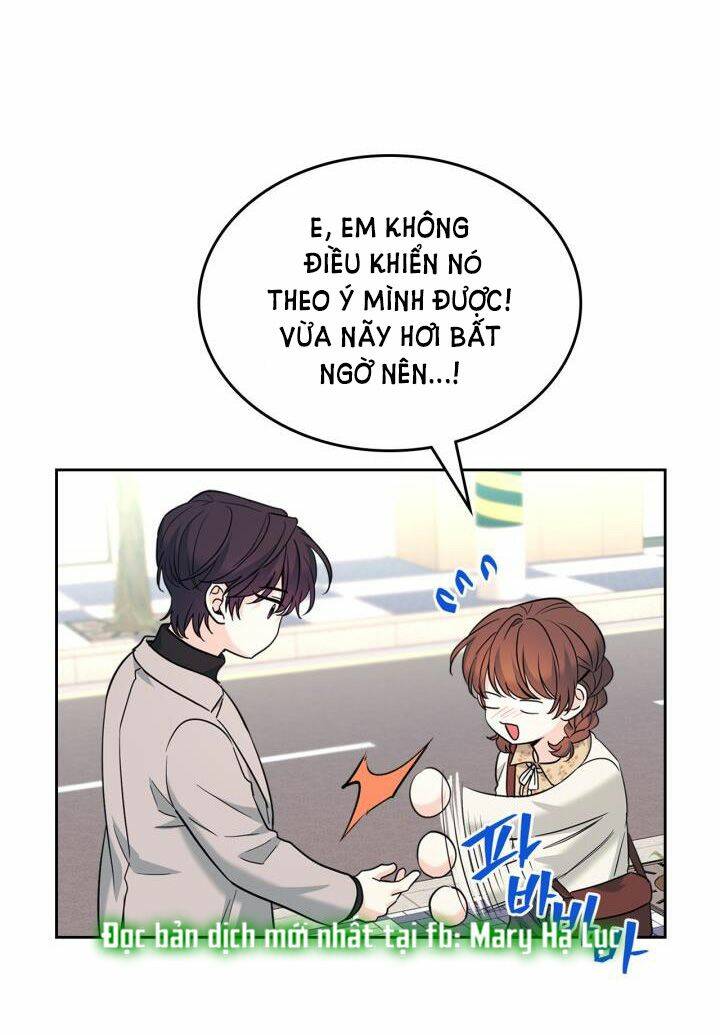 E, EM KHÔNG
ĐIỀU KHIỂN NÓ
THEO Ý MÌNH ĐƯỢC!
VỪA NÃY HƠI BẤT
NGỜ NÊN...!
파바바바
Đọc bản dịch mới nhất tại fb: Mary Hạ Lục